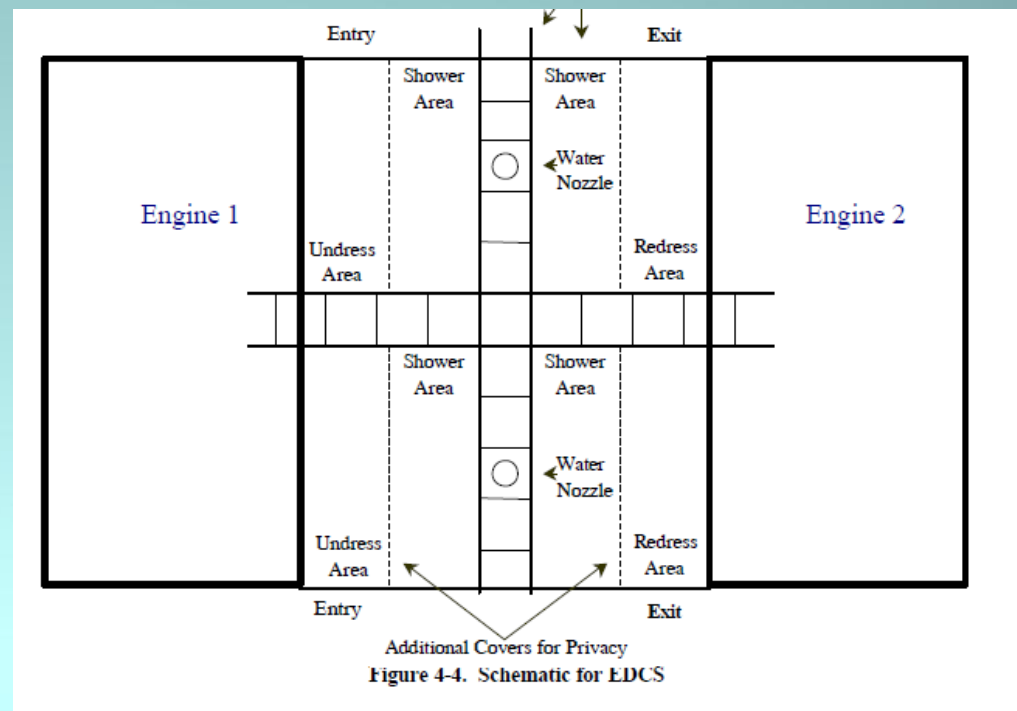 Entry
Exit
Shower
Area
Shower
Area
Water
Nozzle
Engine 1
Engine 2
Undress
Area
Redress
Area
Shower
Area
Shower
Area
Water
Nozzle
Undress
Area
Redress
Area
Entry
Exit
Additional Covers for Privacy
Figure 4-4. Schematic for EDCS